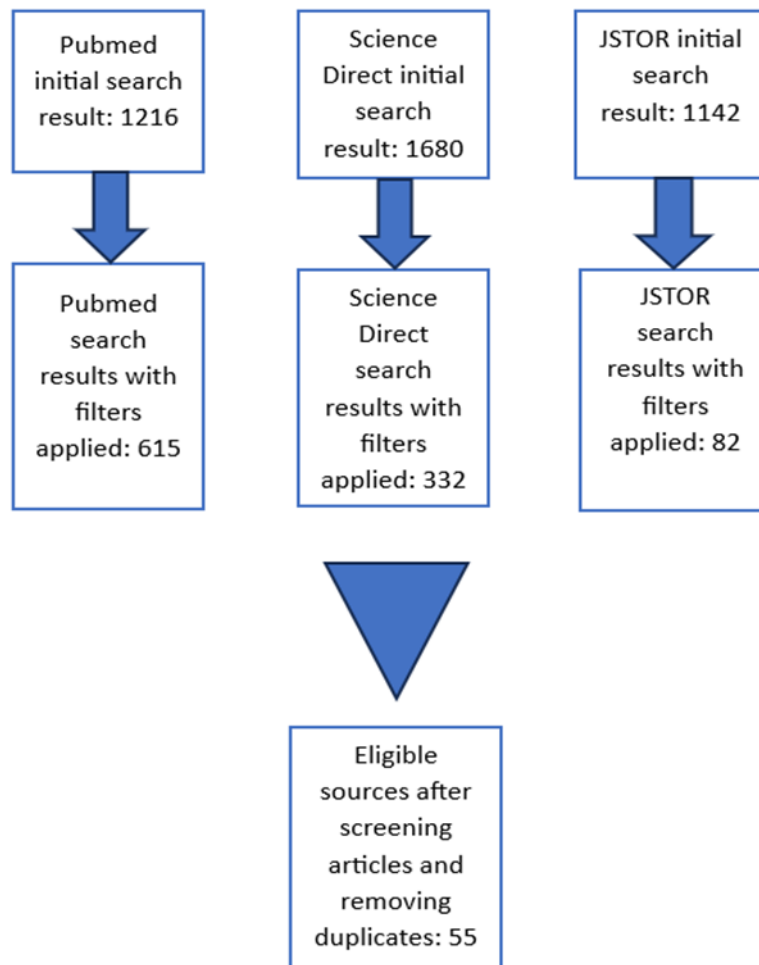 Pubmed
initial search
result: 1216
Science
Direct initial
search
result: 1680
JSTOR initial
search
result: 1142
Pubmed
search
results with
filters
applied: 615
Science
Direct
search
results with
filters
applied: 332
JSTOR
search
results with
filters
applied: 82
Eligible
sources after
screening
articles and
removing
duplicates: 55